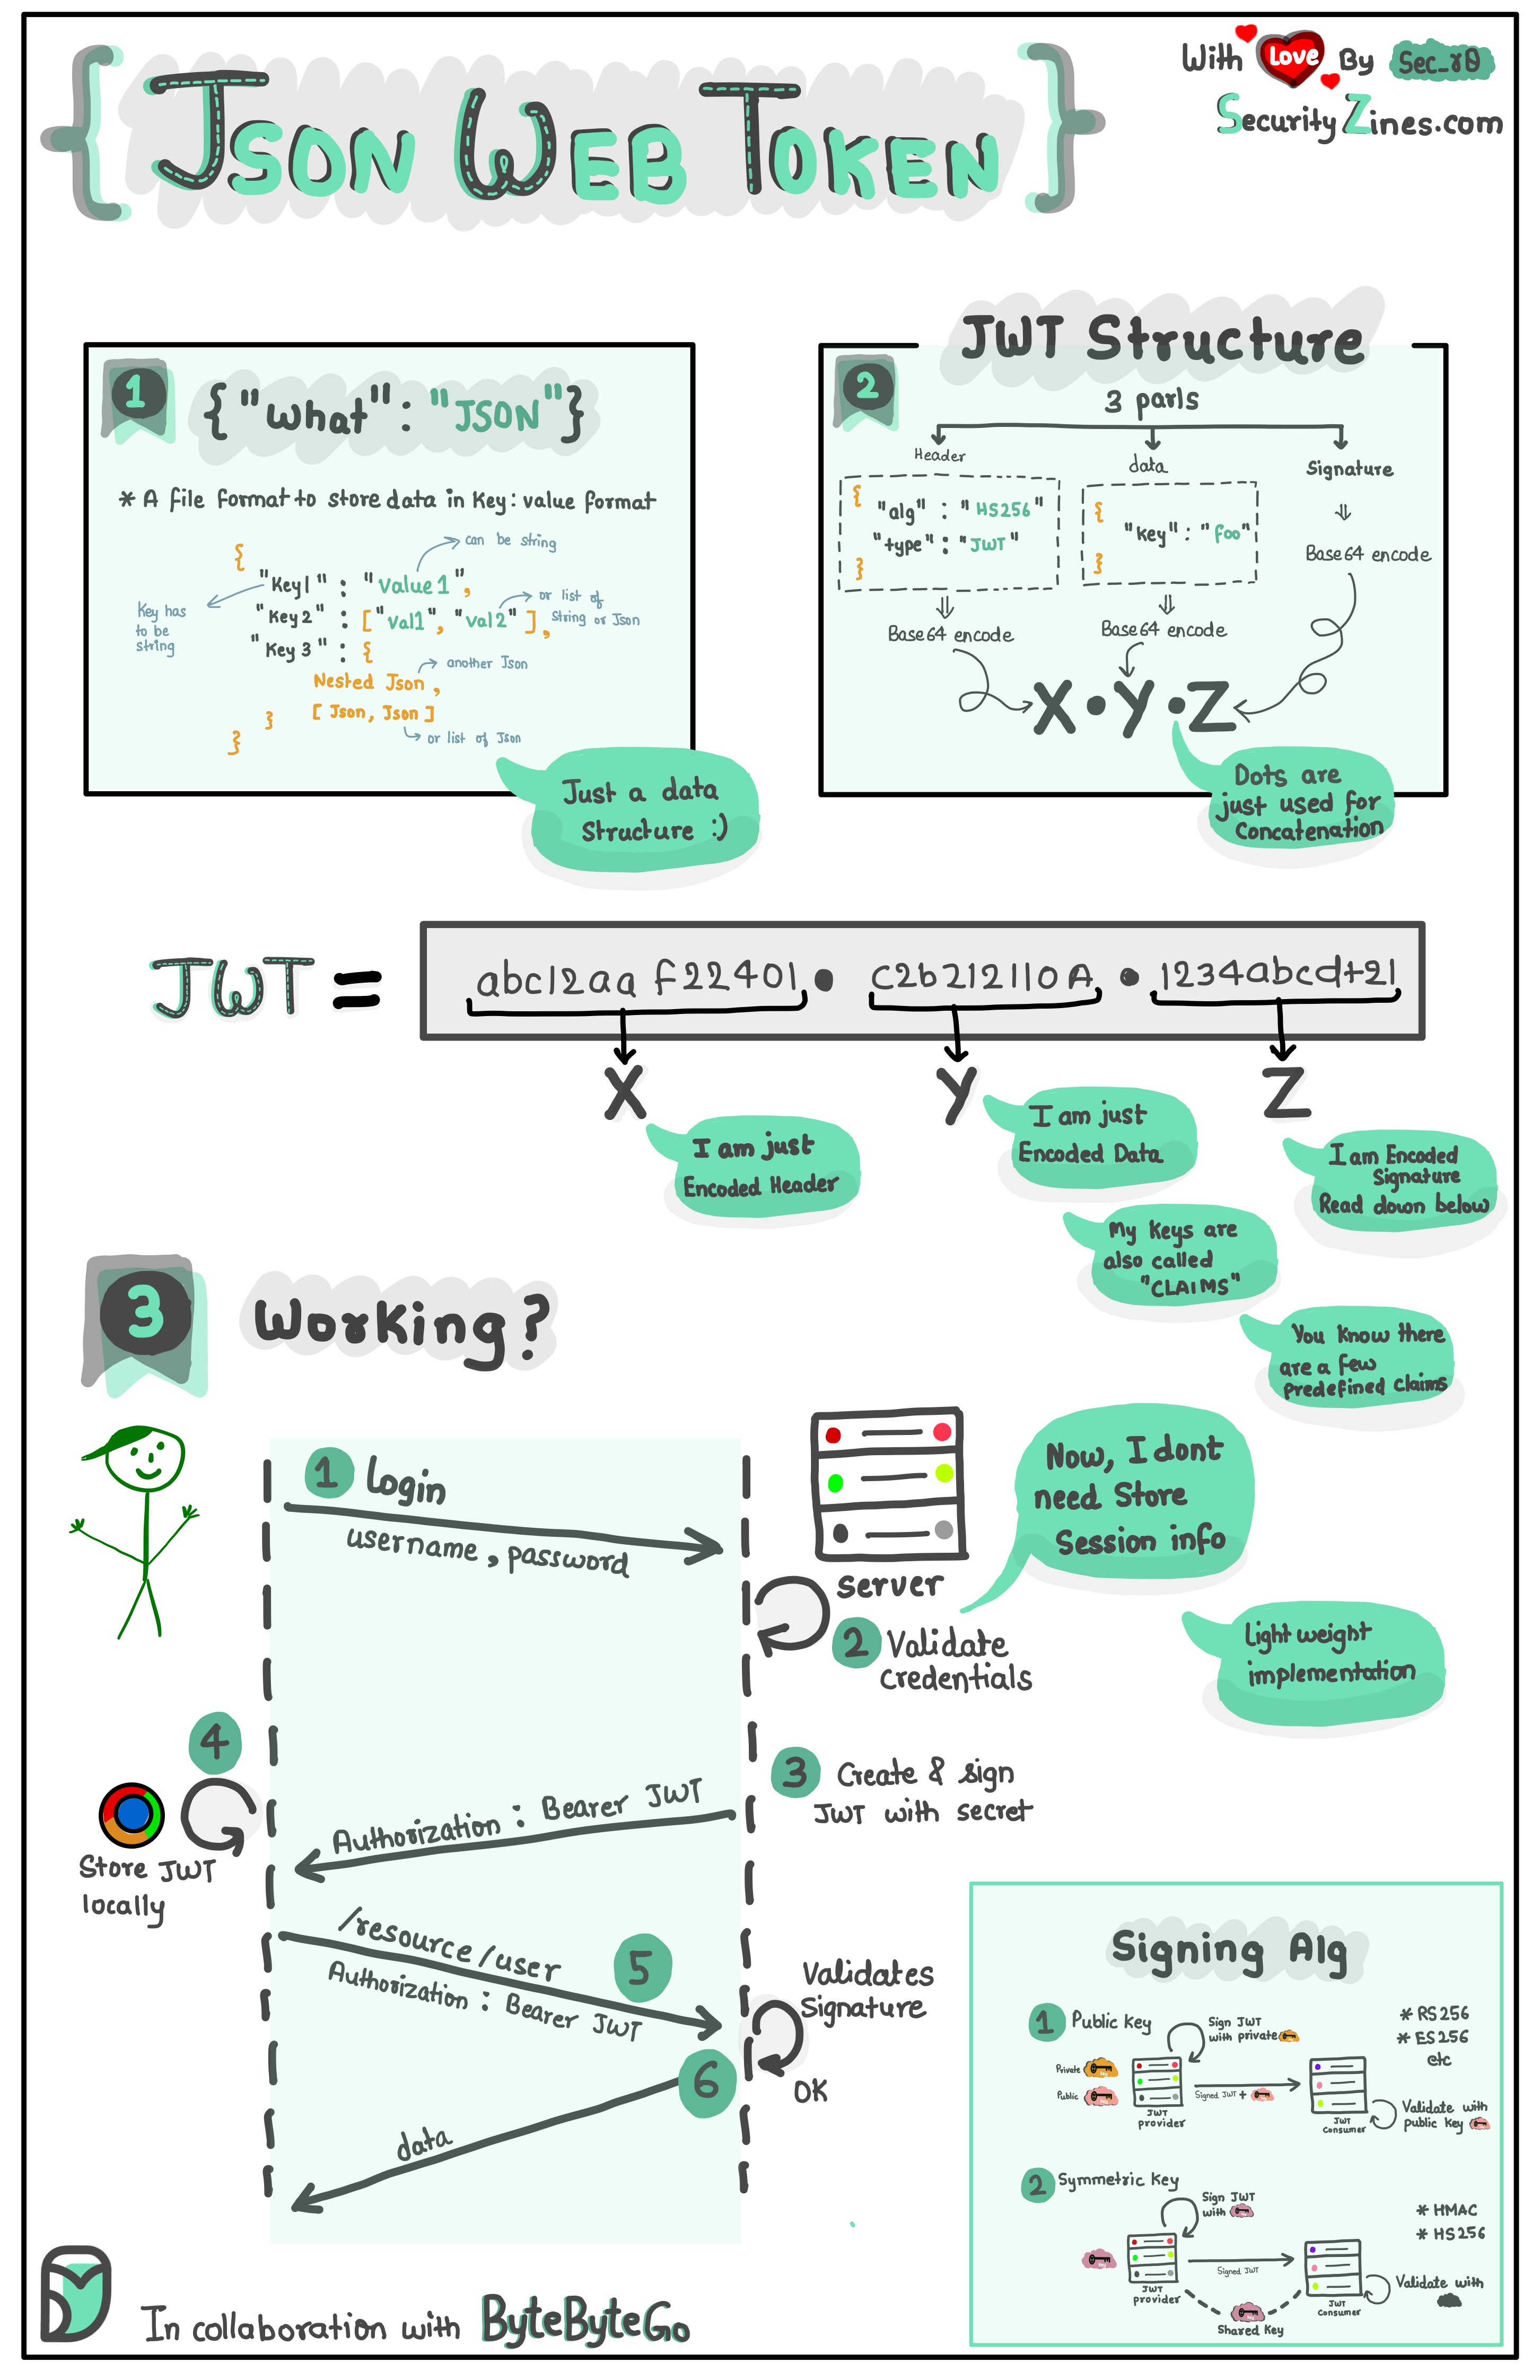 { JSON WEB TOKEN }
With Love By Sec_r0
SecurityZines.com
1
{ "what" : "JSON" }
* A file format to store data in Key : value format
can be string
{
"Key1" : "Value1",
Key has
to be
string
"Key2" : ["val1", "val2"],
or list of
String or Json
"Key 3" : {
another Json
Nested Json,
[ Json, Json ]
}
or list of Json
}
Just a data
Structure :)
JWT Structure
2
3 parts
Header
data
Signature
{
"alg" : "HS256"
"type" : "JWT"
}
{
"key" : "foo"
}
Base64 encode
Base64 encode
Base64 encode
X.Y.Z
Dots are
just used for
Concatenation
JWT =
abc12aa f22401 . c2b212110A . 1234abcd+21
X
Y
Z
I am just
Encoded Header
I am just
Encoded Data
I am Encoded
Signature
Read down below
My Keys are
also called
"CLAIMS"
You Know there
are a few
predefined claims
3
Working?
1 Login
username, password
Server
Now, I dont
need Store
Session info
2 Validate
credentials
Light weight
implementation
3 Create & sign
JWT with secret
Authorization : Bearer JWT
4
Store JWT
locally
/resource/user
5
Authorization : Bearer JWT
Validates
Signature
OK
6
data
Signing Alg
1 Public Key
Sign JWT
with private
* RS256
* ES256
etc
Private
Public
Signed JWT +
JWT
provider
JWT
Consumer
Validate with
public Key
2 Symmetric Key
Sign JWT
with
* HMAC
* HS256
Signed JWT
JWT
provider
JWT
Consumer
Validate with
Shared Key
In collaboration with ByteByteGo